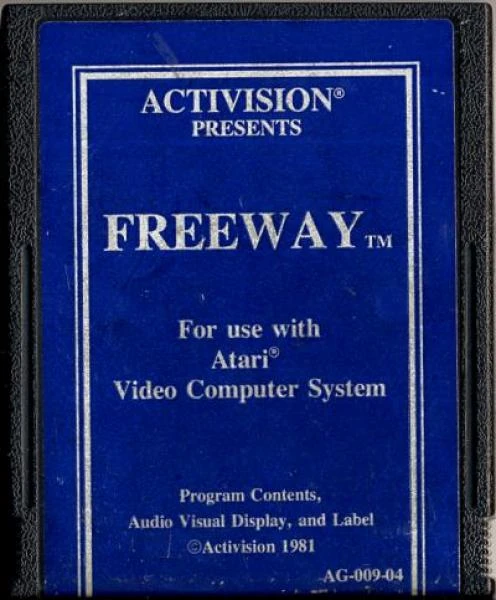 ACTIVISION®
PRESENTS
FREEWAY™
For use with
Atari®
Video Computer System
Program Contents,
Audio Visual Display, and Label
©Activision 1981
AG-009-04